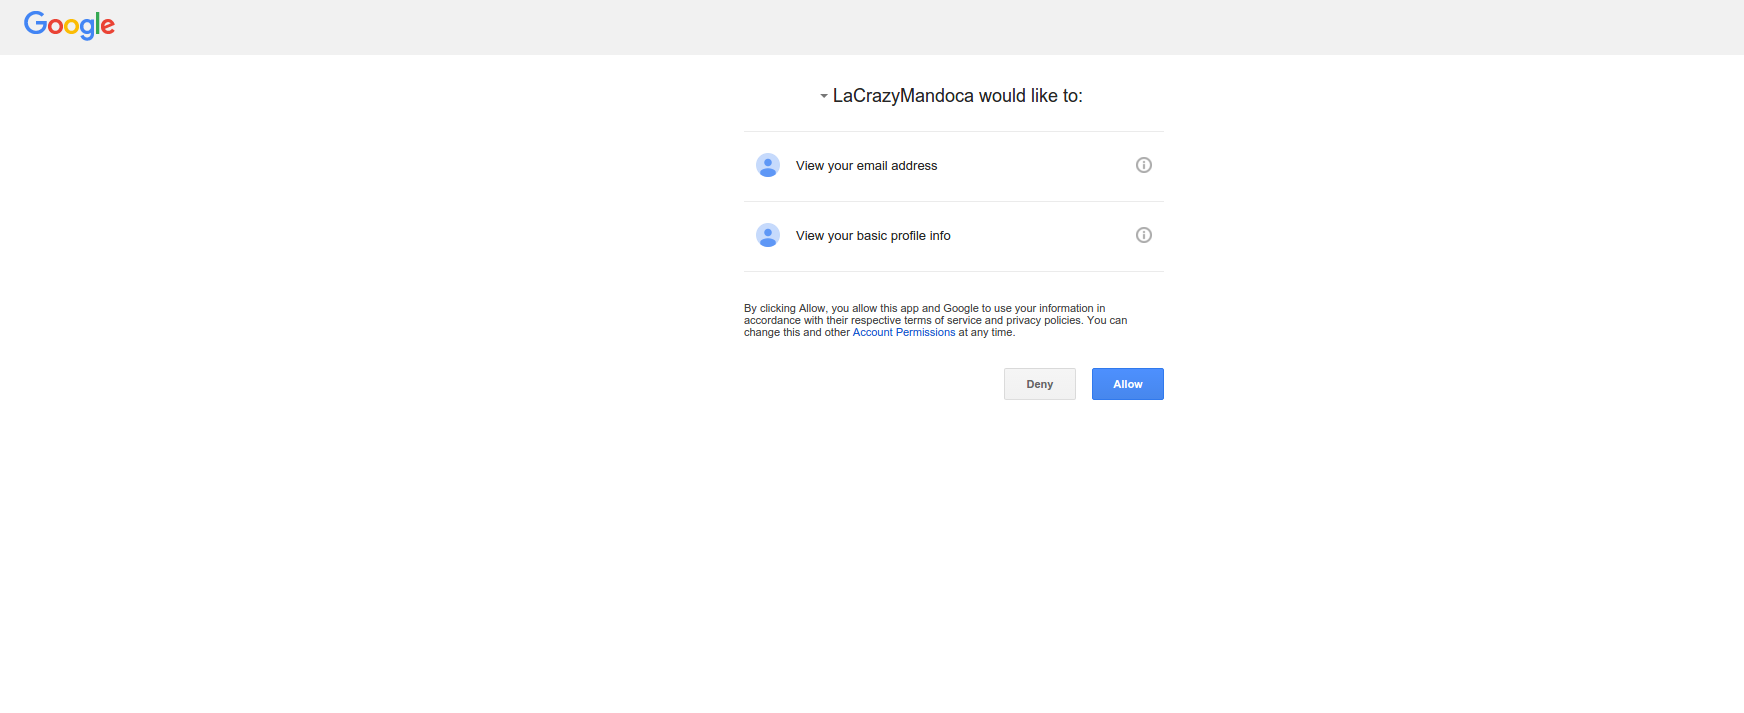 Google
LaCrazyMandoca would like to:
View your email address
View your basic profile info
By clicking Allow, you allow this app and Google to use your information in
accordance with their respective terms of service and privacy policies. You can
change this and other Account Permissions at any time.
Deny Allow